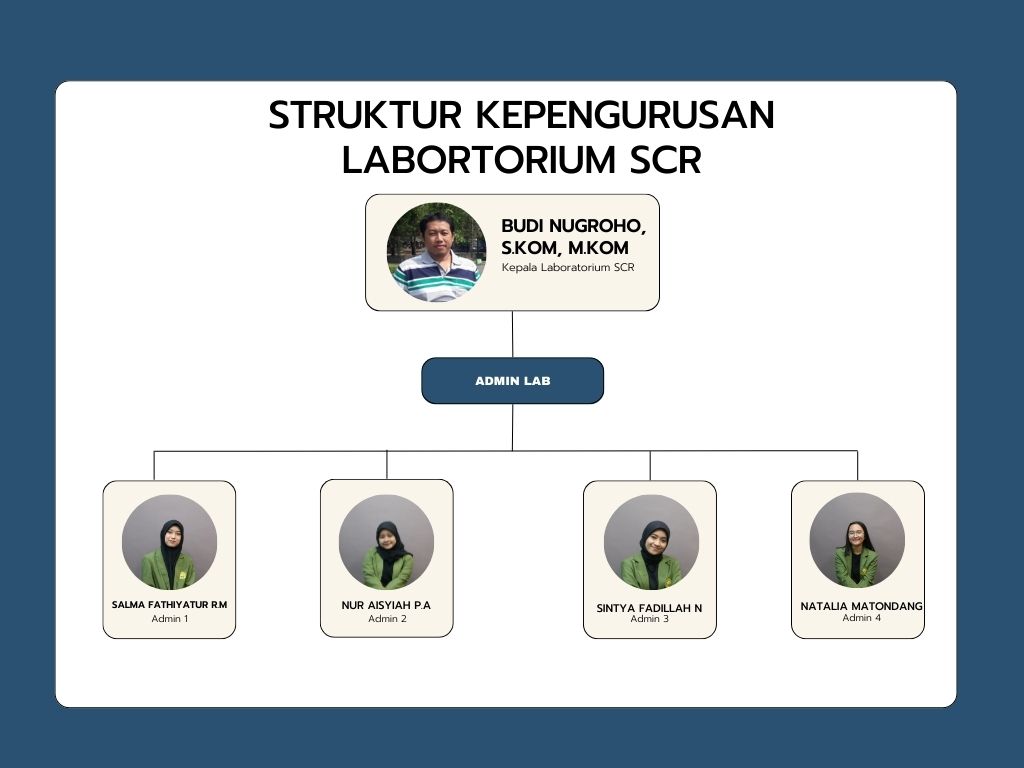 STRUKTUR KEPENGURUSAN
LABORTORIUM SCR
BUDI NUGROHO,
S.KOM, M.KOM
Kepala Laboratorium SCR
ADMIN LAB
SALMA FATHIYATUR R.M
Admin 1
NUR AISYIAH P.A
Admin 2
SINTYA FADILLAH N
Admin 3
NATALIA MATONDANG
Admin 4